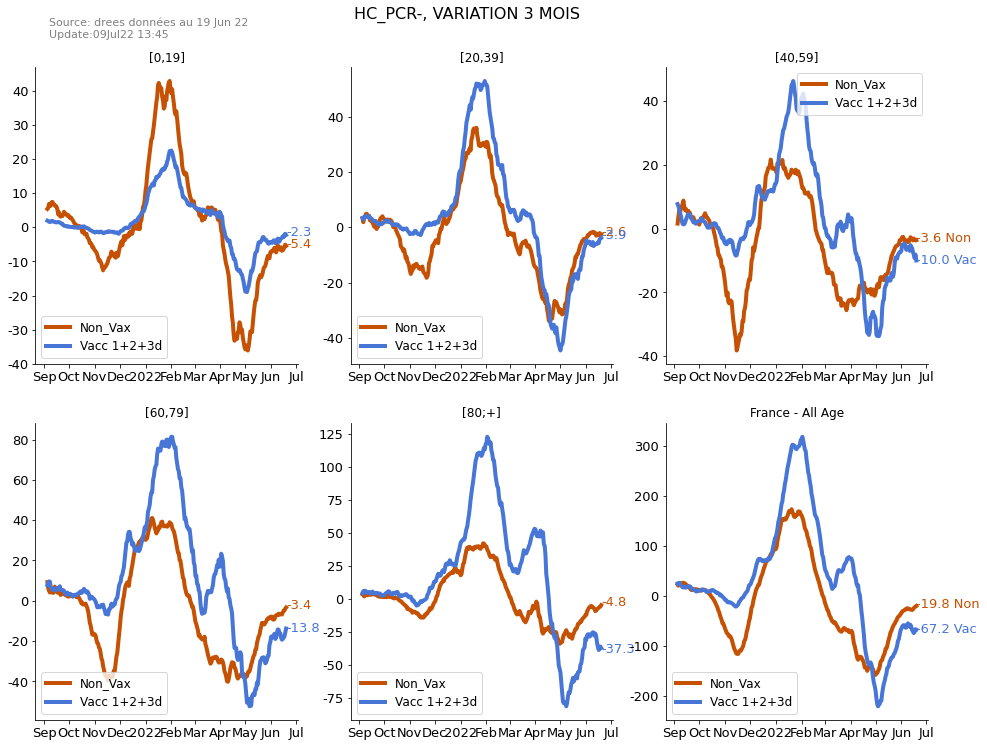 HC_PCR-, VARIATION 3 MOIS
Source: drees données au 19 Jun 22
Update:09Jul22 13:45
[0,19]
40
30
20
10
0
-10
-20
-30
-40
-2.3
-5.4
Non_Vax
Vacc 1+2+3d
Sep Oct Nov Dec 2022 Feb Mar Apr May Jun Jul
[20,39]
40
20
0
-20
-40
-2.6
-3.9
Non_Vax
Vacc 1+2+3d
Sep Oct Nov Dec 2022 Feb Mar Apr May Jun Jul
[40,59]
40
20
0
-20
-40
Non_Vax
Vacc 1+2+3d
-3.6 Non
-10.0 Vac
Sep Oct Nov Dec 2022 Feb Mar Apr May Jun Jul
[60,79]
80
60
40
20
0
-20
-40
-3.4
-13.8
Non_Vax
Vacc 1+2+3d
Sep Oct Nov Dec 2022 Feb Mar Apr May Jun Jul
[80;+]
125
100
75
50
25
0
-25
-50
-75
-4.8
-37.3
Non_Vax
Vacc 1+2+3d
Sep Oct Nov Dec 2022 Feb Mar Apr May Jun Jul
France - All Age
300
200
100
0
-100
-200
-19.8 Non
-67.2 Vac
Non_Vax
Vacc 1+2+3d
Sep Oct Nov Dec 2022 Feb Mar Apr May Jun Jul